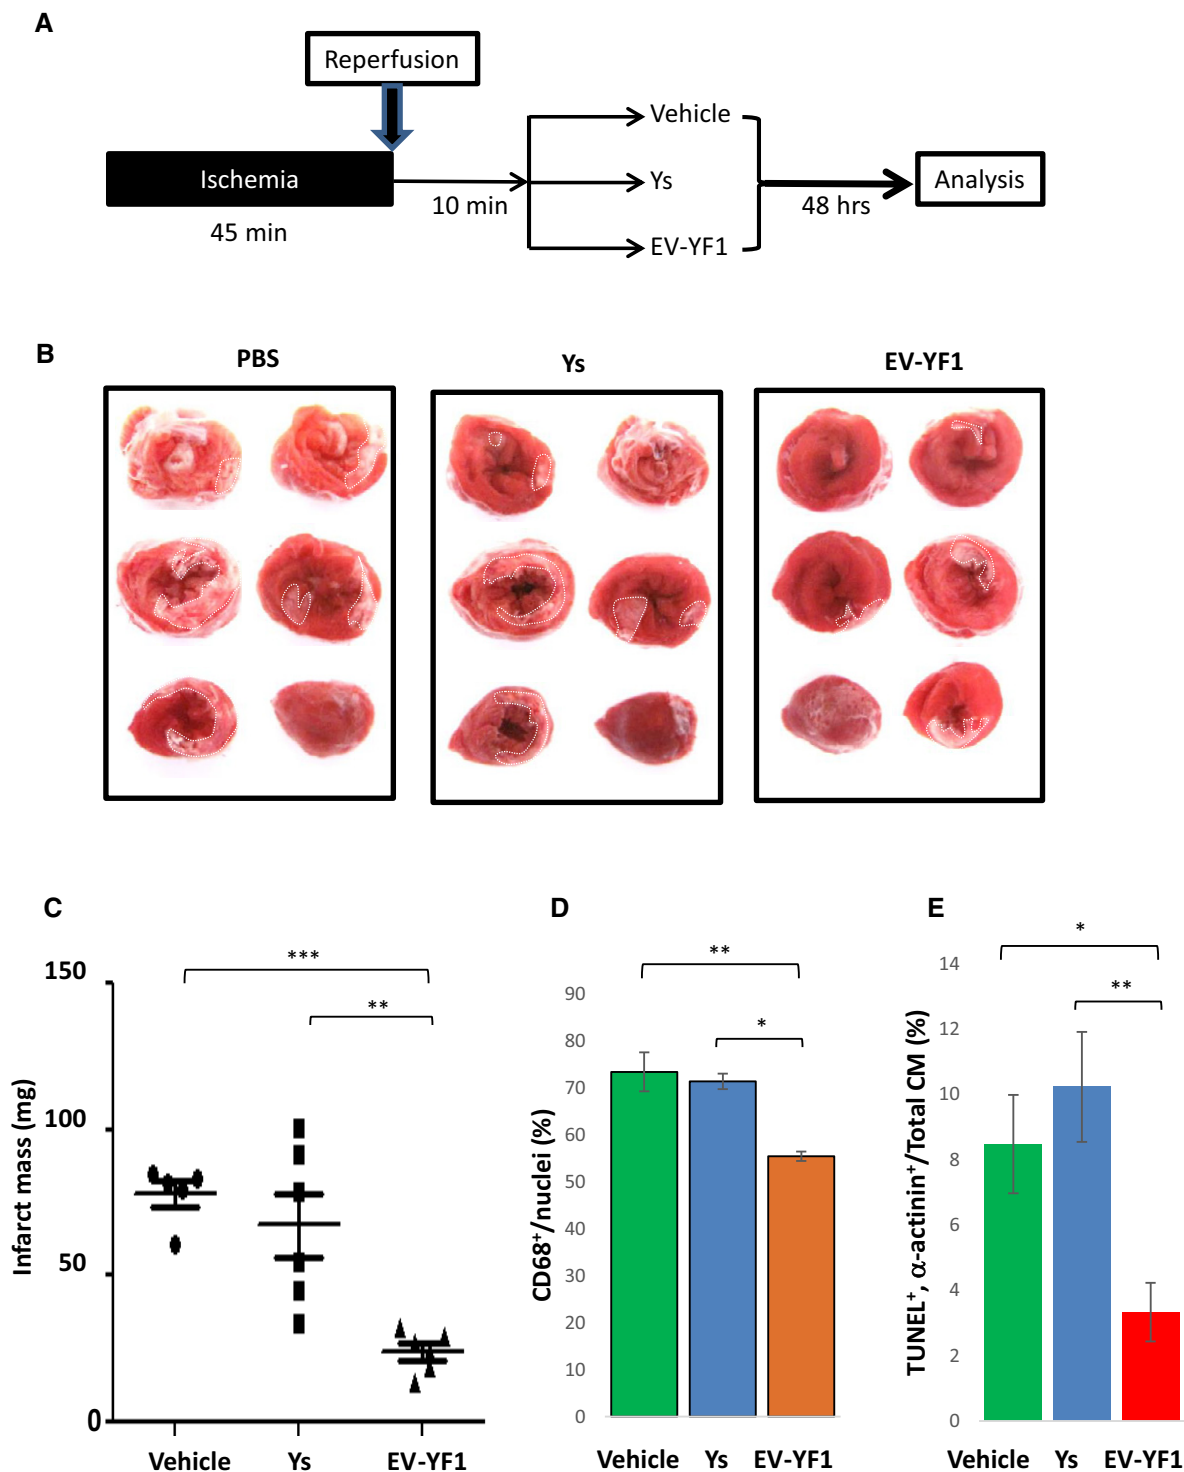 A
Reperfusion
Ischemia
45 min
10 min
Vehicle
Ys
EV-YF1
48 hrs
Analysis
B
PBS
Ys
EV-YF1
C
150
100
50
0
Infarct mass (mg)
***
**
Vehicle
Ys
EV-YF1
D
90
80
70
60
50
40
30
20
10
0
CD68⁺/nuclei (%)
**
*
Vehicle
Ys
EV-YF1
E
14
12
10
8
6
4
2
0
TUNEL⁺, α-actinin⁺/Total CM (%)
*
**
Vehicle
Ys
EV-YF1